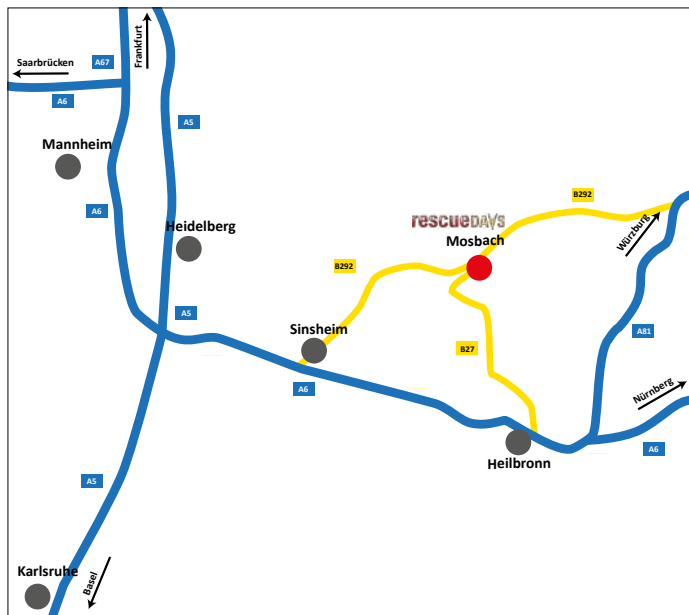 Saarbrücken
A67
Frankfurt
A6
A5
Mannheim
B292
A6
rescueDAYS
Heidelberg
Mosbach
Würzburg
B292
A5
Sinsheim
A81
B27
A6
Nürnberg
Heilbronn
A6
A5
Karlsruhe
Basel